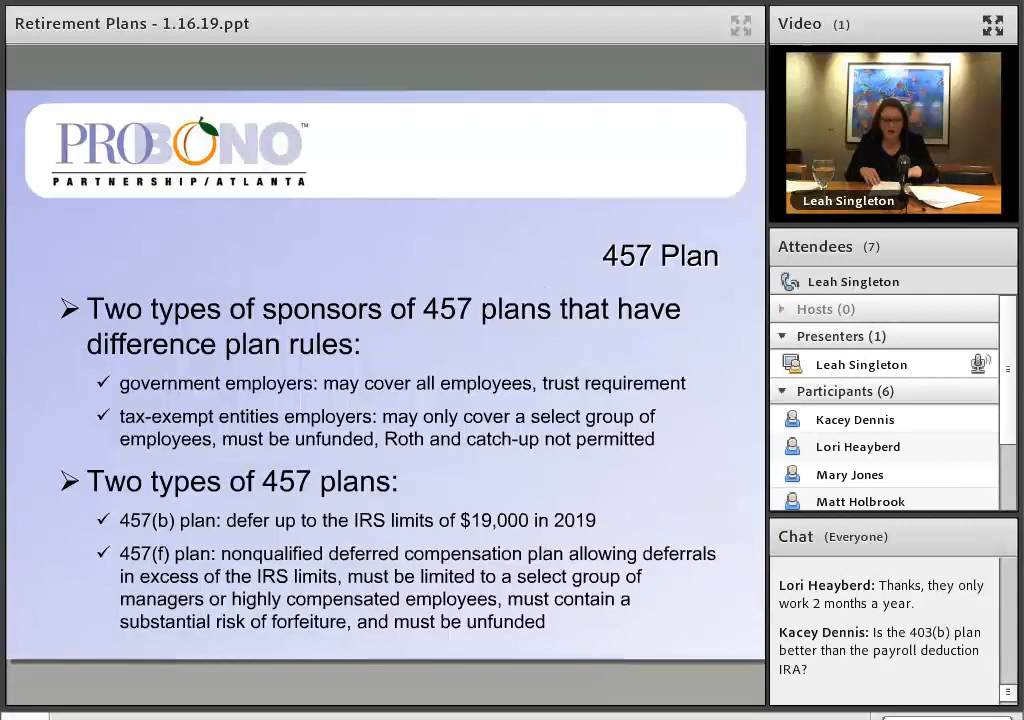 Retirement Plans - 1.16.19.ppt
PROBONO™
PARTNERSHIP/ATLANTA
457 Plan
Two types of sponsors of 457 plans that have
difference plan rules:
government employers: may cover all employees, trust requirement
tax-exempt entities employers: may only cover a select group of
employees, must be unfunded, Roth and catch-up not permitted
Two types of 457 plans:
457(b) plan: defer up to the IRS limits of $19,000 in 2019
457(f) plan: nonqualified deferred compensation plan allowing deferrals
in excess of the IRS limits, must be limited to a select group of
managers or highly compensated employees, must contain a
substantial risk of forfeiture, and must be unfunded
Video (1)
Leah Singleton
Attendees (7)
Leah Singleton
Hosts (0)
Presenters (1)
Leah Singleton
Participants (6)
Kacey Dennis
Lori Heayberd
Mary Jones
Matt Holbrook
Chat (Everyone)
Lori Heayberd: Thanks, they only
work 2 months a year.
Kacey Dennis: Is the 403(b) plan
better than the payroll deduction
IRA?